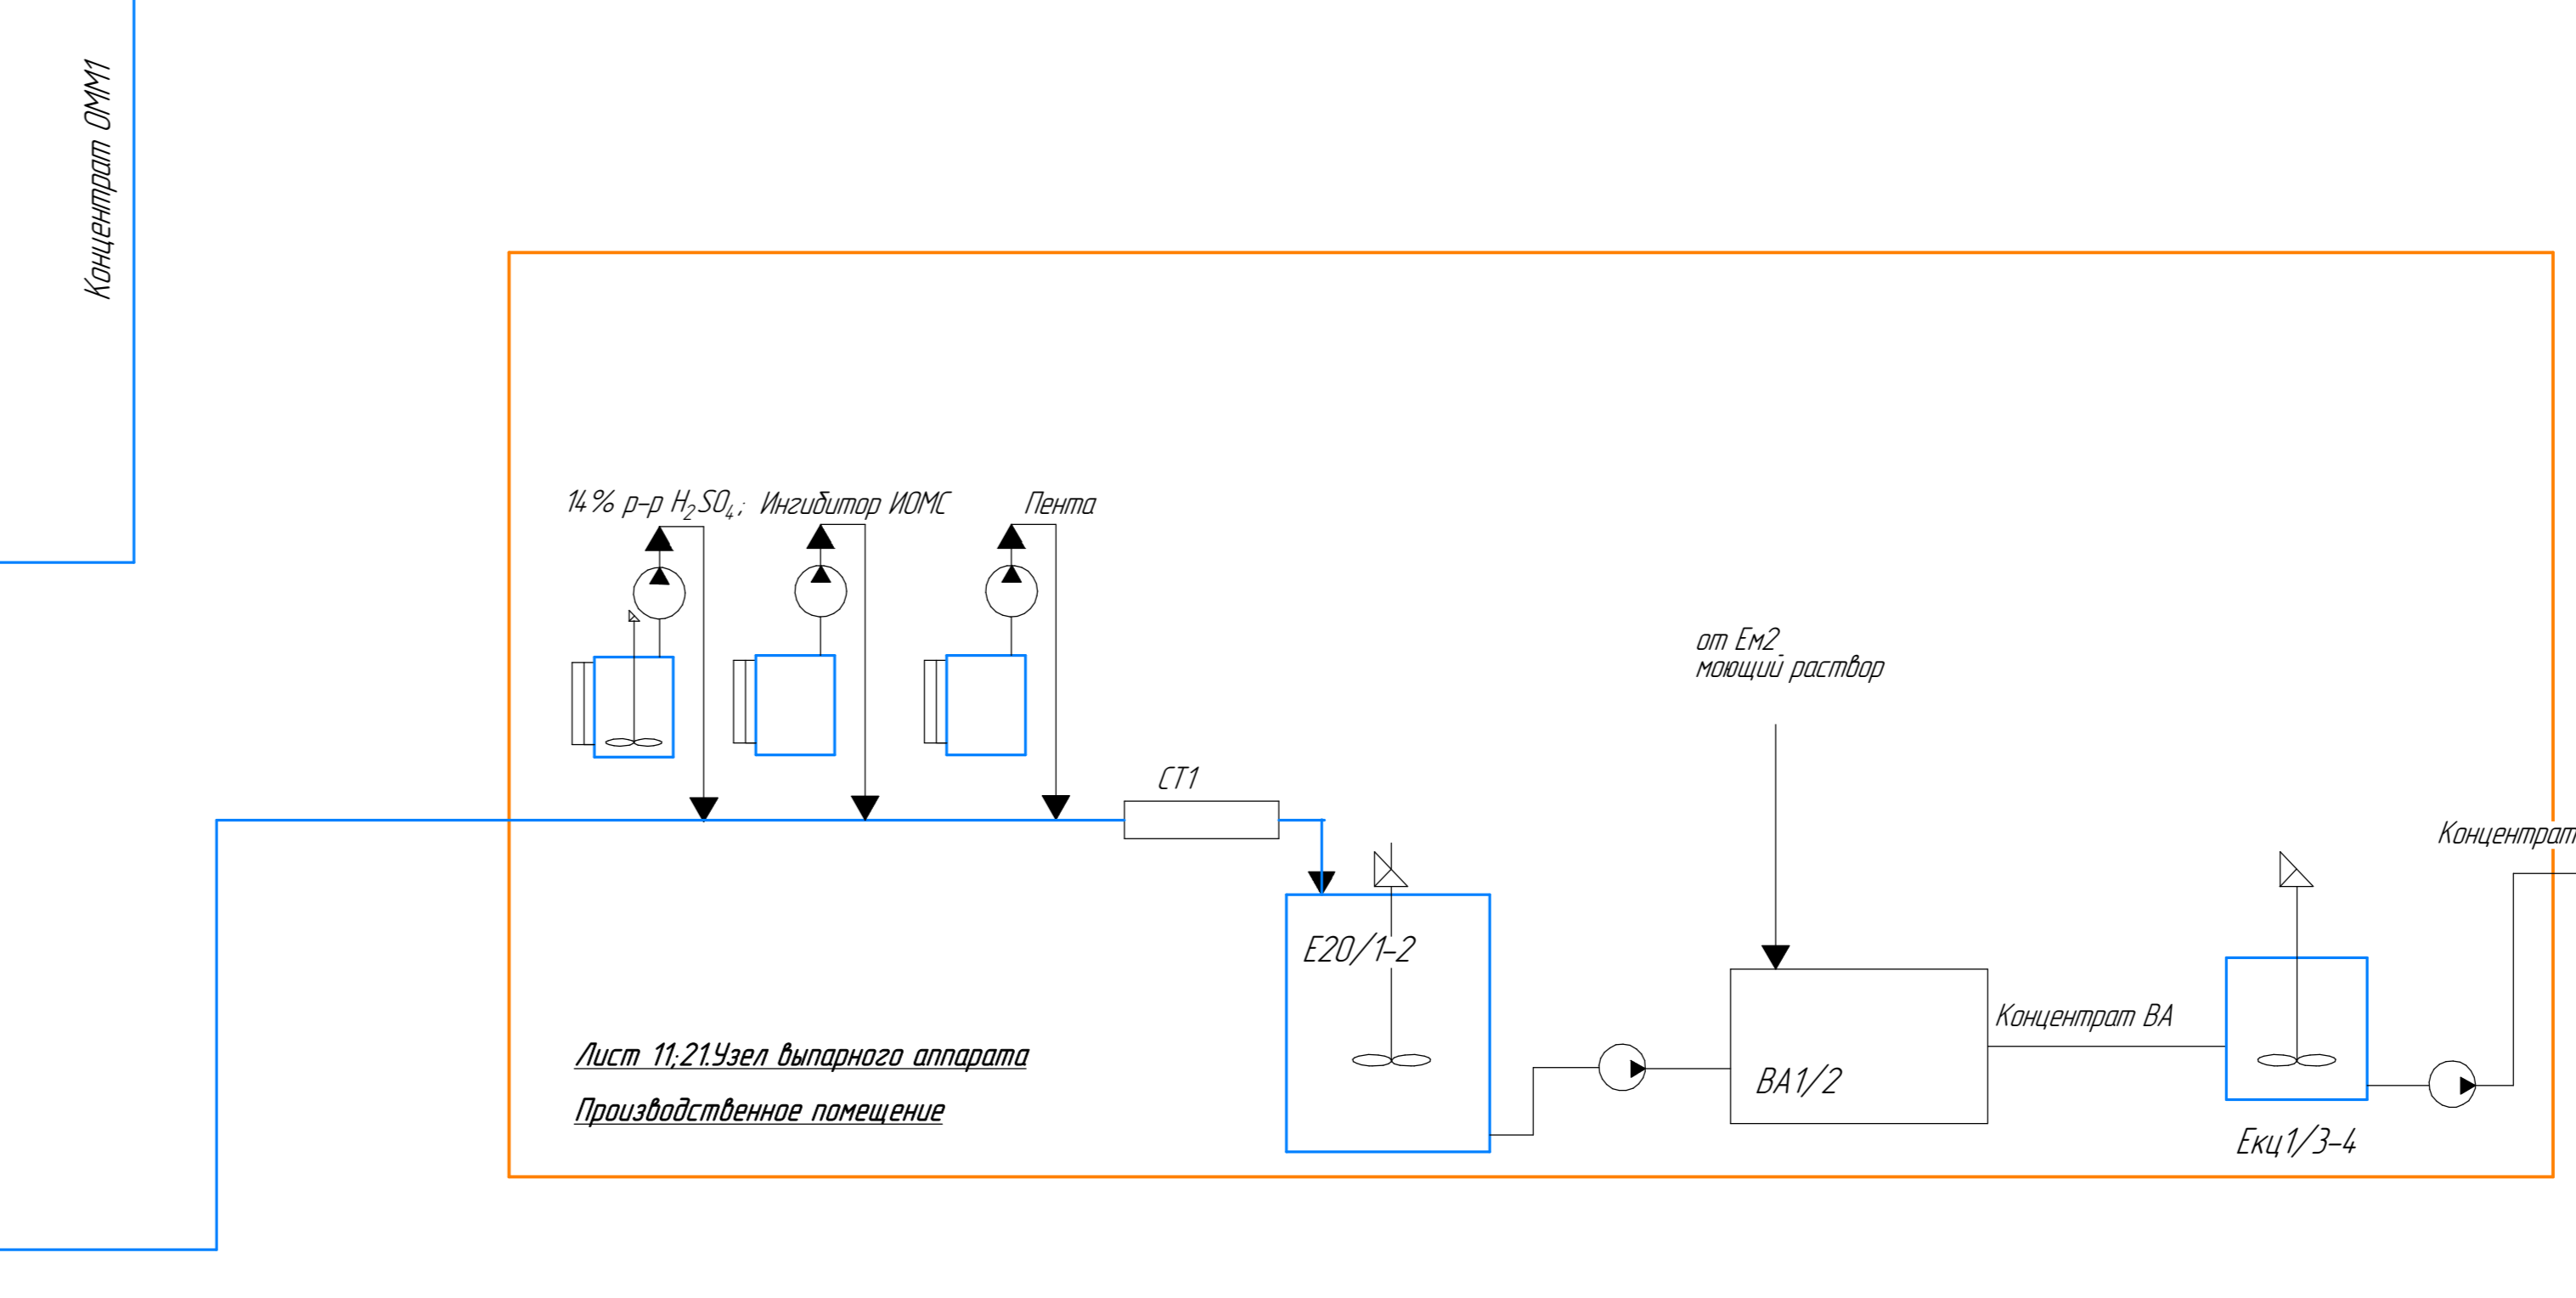 Концентрат ОММ1
14% р-р H₂SO₄; Ингибитор ИОМС Пента
от Ем2
моющий раствор
СТ1
Концентрат
Е20/1-2
Концентрат ВА
Лист 11;21.Узел выпарного аппарата
ВА1/2
Производственное помещение
Екц1/3-4